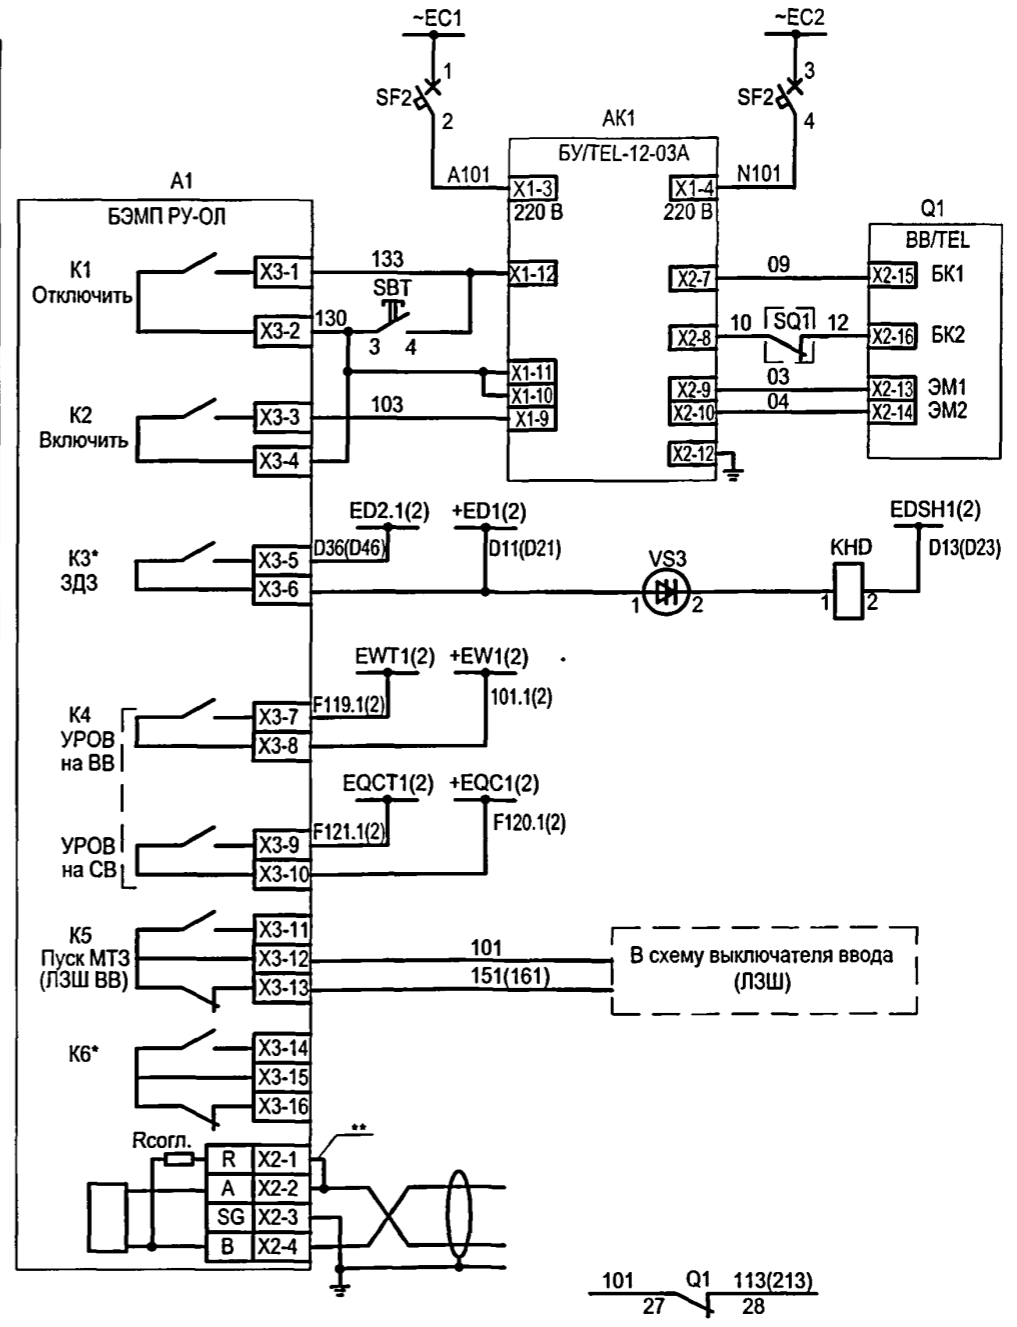 ~EC1
~EC2
1
SF2
2
3
SF2
4
AK1
БУ/TEL-12-03А
A101
X1-3
220 В
X1-4
220 В
N101
A1
БЭМП РУ-ОЛ
Q1
ВВ/TEL
К1
Отключить
X3-1
133
X1-12
SBT
X3-2
130
3
4
X2-7
09
X2-15
БК1
X2-8
10
SQ1
12
X2-16
БК2
X1-11
X1-10
X1-9
К2
Включить
X3-3
103
X3-4
X2-9
03
X2-13
ЭМ1
X2-10
04
X2-14
ЭМ2
X2-12
К3*
ЗДЗ
X3-5
D36(D46)
ED2.1(2)
+ED1(2)
D11(D21)
X3-6
VS3
1
2
KHD
1
2
EDSH1(2)
D13(D23)
К4
УРОВ
на ВВ
X3-7
F119.1(2)
EWT1(2)
+EW1(2)
101.1(2)
X3-8
УРОВ
на СВ
X3-9
F121.1(2)
EQCT1(2)
+EQC1(2)
F120.1(2)
X3-10
К5
Пуск МТЗ
(ЛЗШ ВВ)
X3-11
X3-12
101
X3-13
151(161)
В схему выключателя ввода
(ЛЗШ)
К6*
X3-14
X3-15
X3-16
Rсогл.
**
R X2-1
A X2-2
SG X2-3
B X2-4
101
Q1
113(213)
27
28